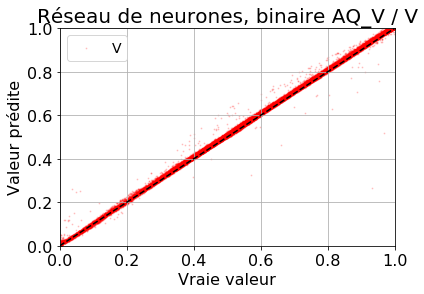 Réseau de neurones, binaire AQ_V / V
V
Valeur prédite
1.0
0.8
0.6
0.4
0.2
0.0
0.0 0.2 0.4 0.6 0.8 1.0
Vraie valeur